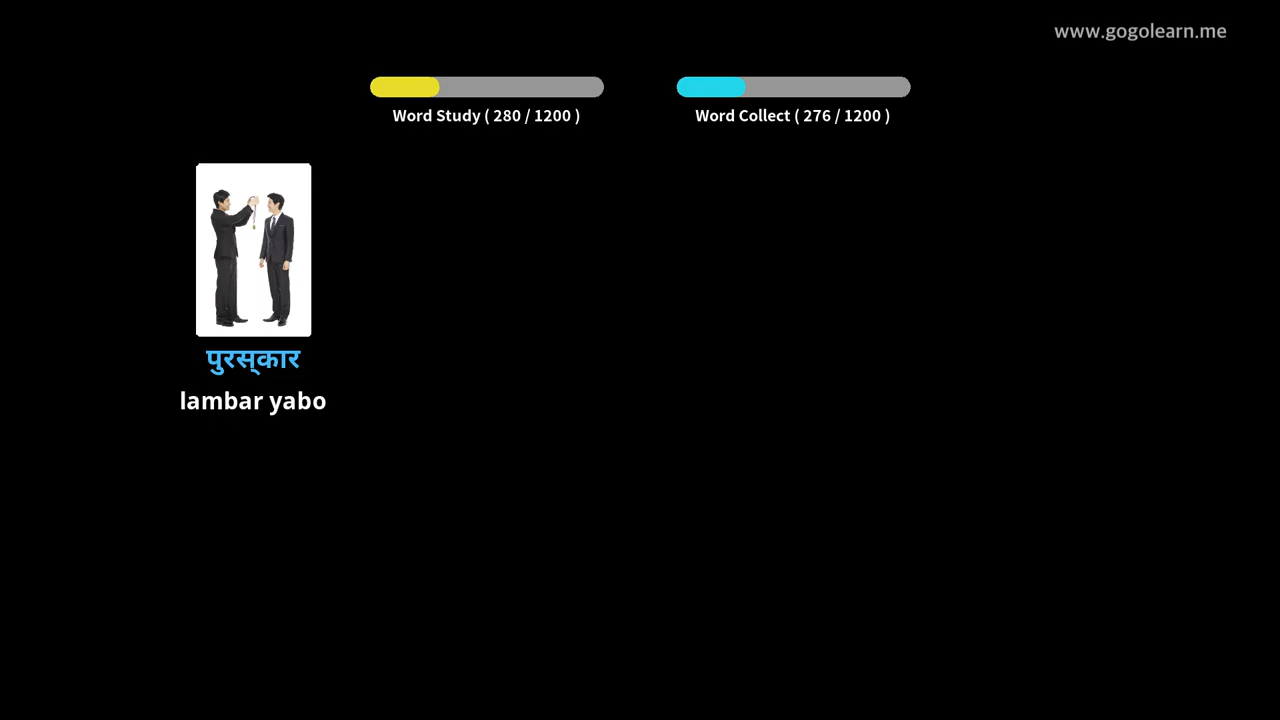 www.gogolearn.me
Word Study ( 280 / 1200 )
Word Collect ( 276 / 1200 )
पुरस्कार
lambar yabo